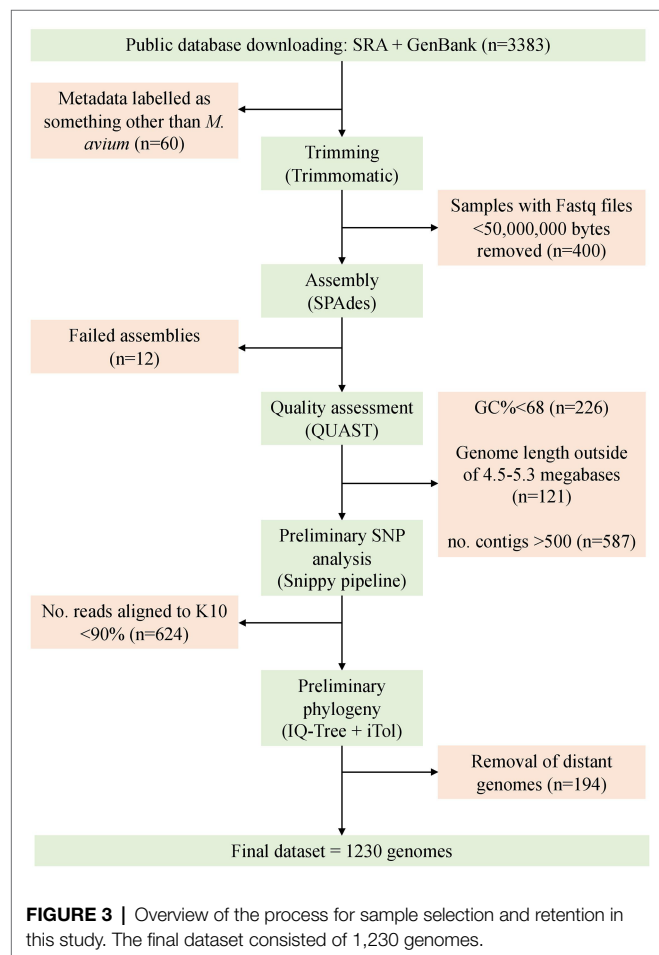 Public database downloading: SRA + GenBank (n=3383)
Metadata labelled as
something other than M.
avium (n=60)
Trimming
(Trimmomatic)
Samples with Fastq files
<50,000,000 bytes
removed (n=400)
Assembly
(SPAdes)
Failed assemblies
(n=12)
Quality assessment
(QUAST)
GC%<68 (n=226)
Genome length outside
of 4.5-5.3 megabases
(n=121)
no. contigs >500 (n=587)
Preliminary SNP
analysis
(Snippy pipeline)
No. reads aligned to K10
<90% (n=624)
Preliminary
phylogeny
(IQ-Tree + iTol)
Removal of distant
genomes (n=194)
Final dataset = 1230 genomes
FIGURE 3 | Overview of the process for sample selection and retention in
this study. The final dataset consisted of 1,230 genomes.